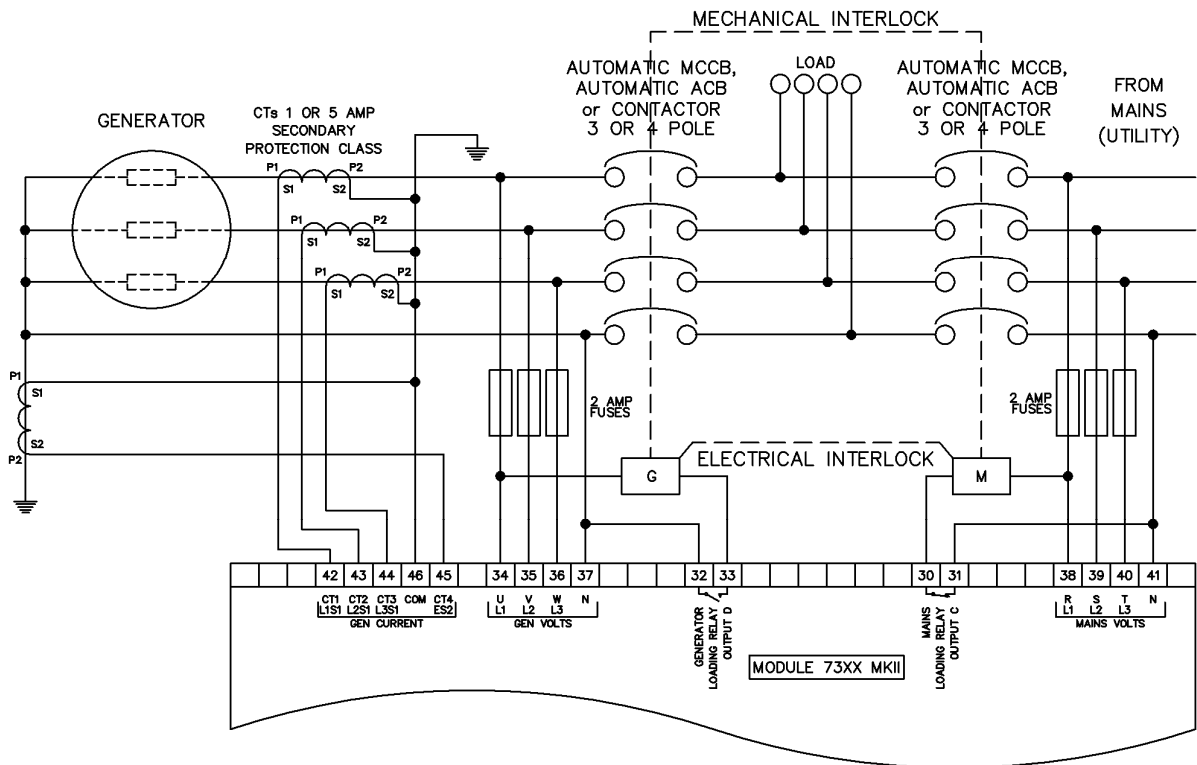 MECHANICAL INTERLOCK
AUTOMATIC MCCB,
AUTOMATIC ACB
or CONTACTOR
3 OR 4 POLE
LOAD
AUTOMATIC MCCB,
AUTOMATIC ACB
or CONTACTOR
3 OR 4 POLE
FROM
MAINS
(UTILITY)
GENERATOR
CTs 1 OR 5 AMP
SECONDARY
PROTECTION CLASS
P1 P2
S1 S2
P1 P2
S1 S2
P1 P2
S1 S2
P1
S1
S2
P2
2 AMP
FUSES
2 AMP
FUSES
ELECTRICAL INTERLOCK
G
M
42 43 44 46 45 34 35 36 37 32 33 30 31 38 39 40 41
CT1 CT2 CT3 COM CT4
L1S1 L2S1 L3S1 ES2
GEN CURRENT
U V W N
L1 L2 L3
GEN VOLTS
GENERATOR
LOADING RELAY
OUTPUT D
MAINS
LOADING RELAY
OUTPUT C
R S T N
L1 L2 L3
MAINS VOLTS
MODULE 73XX MKII